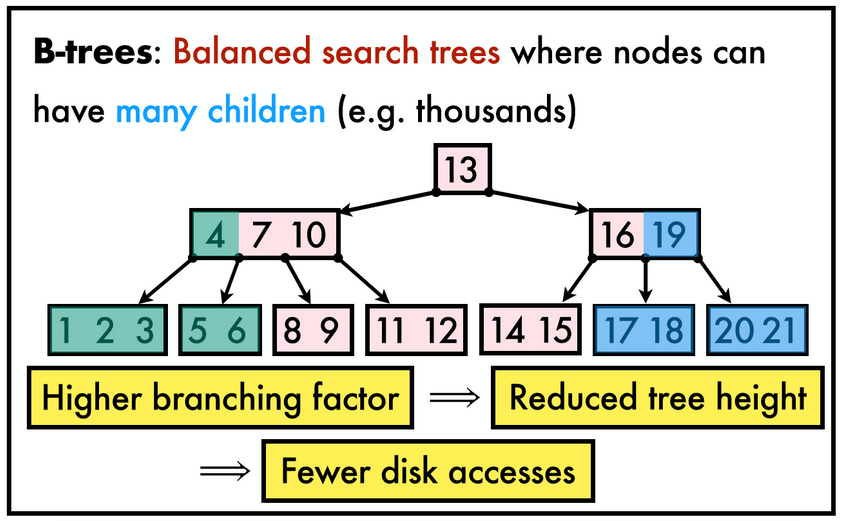 B-trees: Balanced search trees where nodes can
have many children (e.g. thousands)
13
4 7 10
16 19
1 2 3
5 6
8 9
11 12
14 15
17 18
20 21
Higher branching factor ⟹ Reduced tree height
⟹ Fewer disk accesses